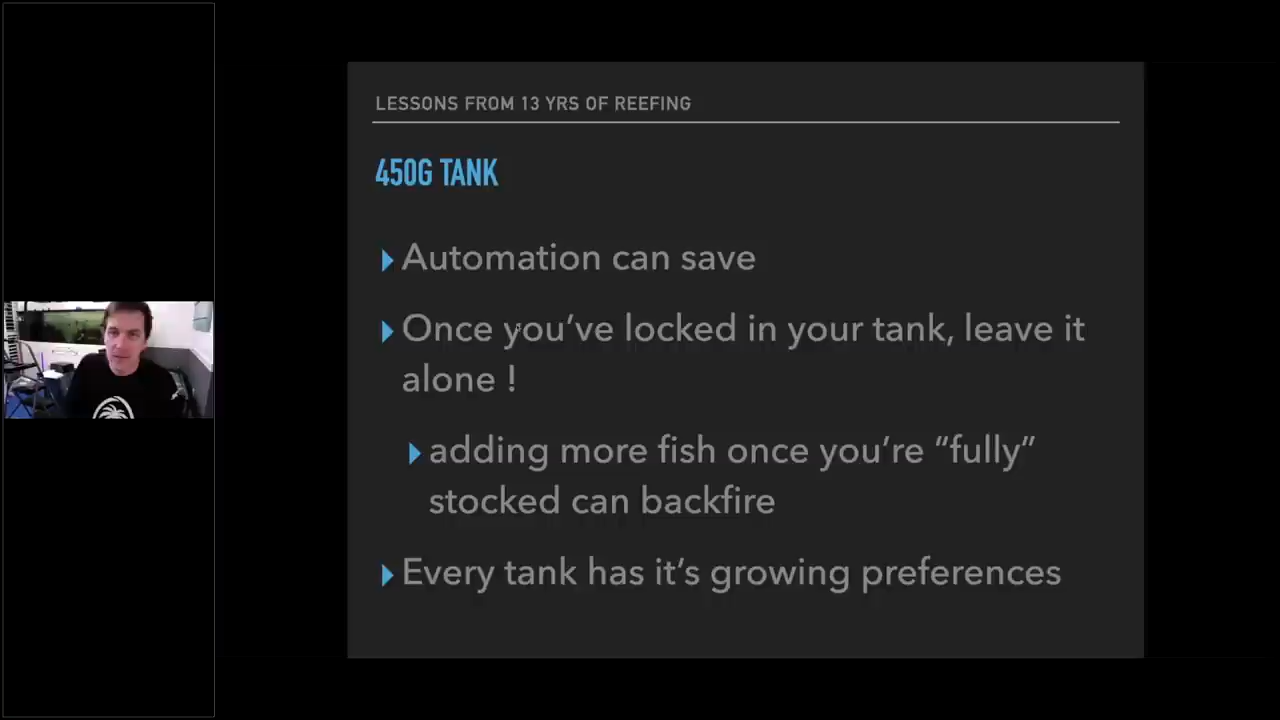 LESSONS FROM 13 YRS OF REEFING
450G TANK
Automation can save
Once you've locked in your tank, leave it
alone !
adding more fish once you're “fully”
stocked can backfire
Every tank has it's growing preferences